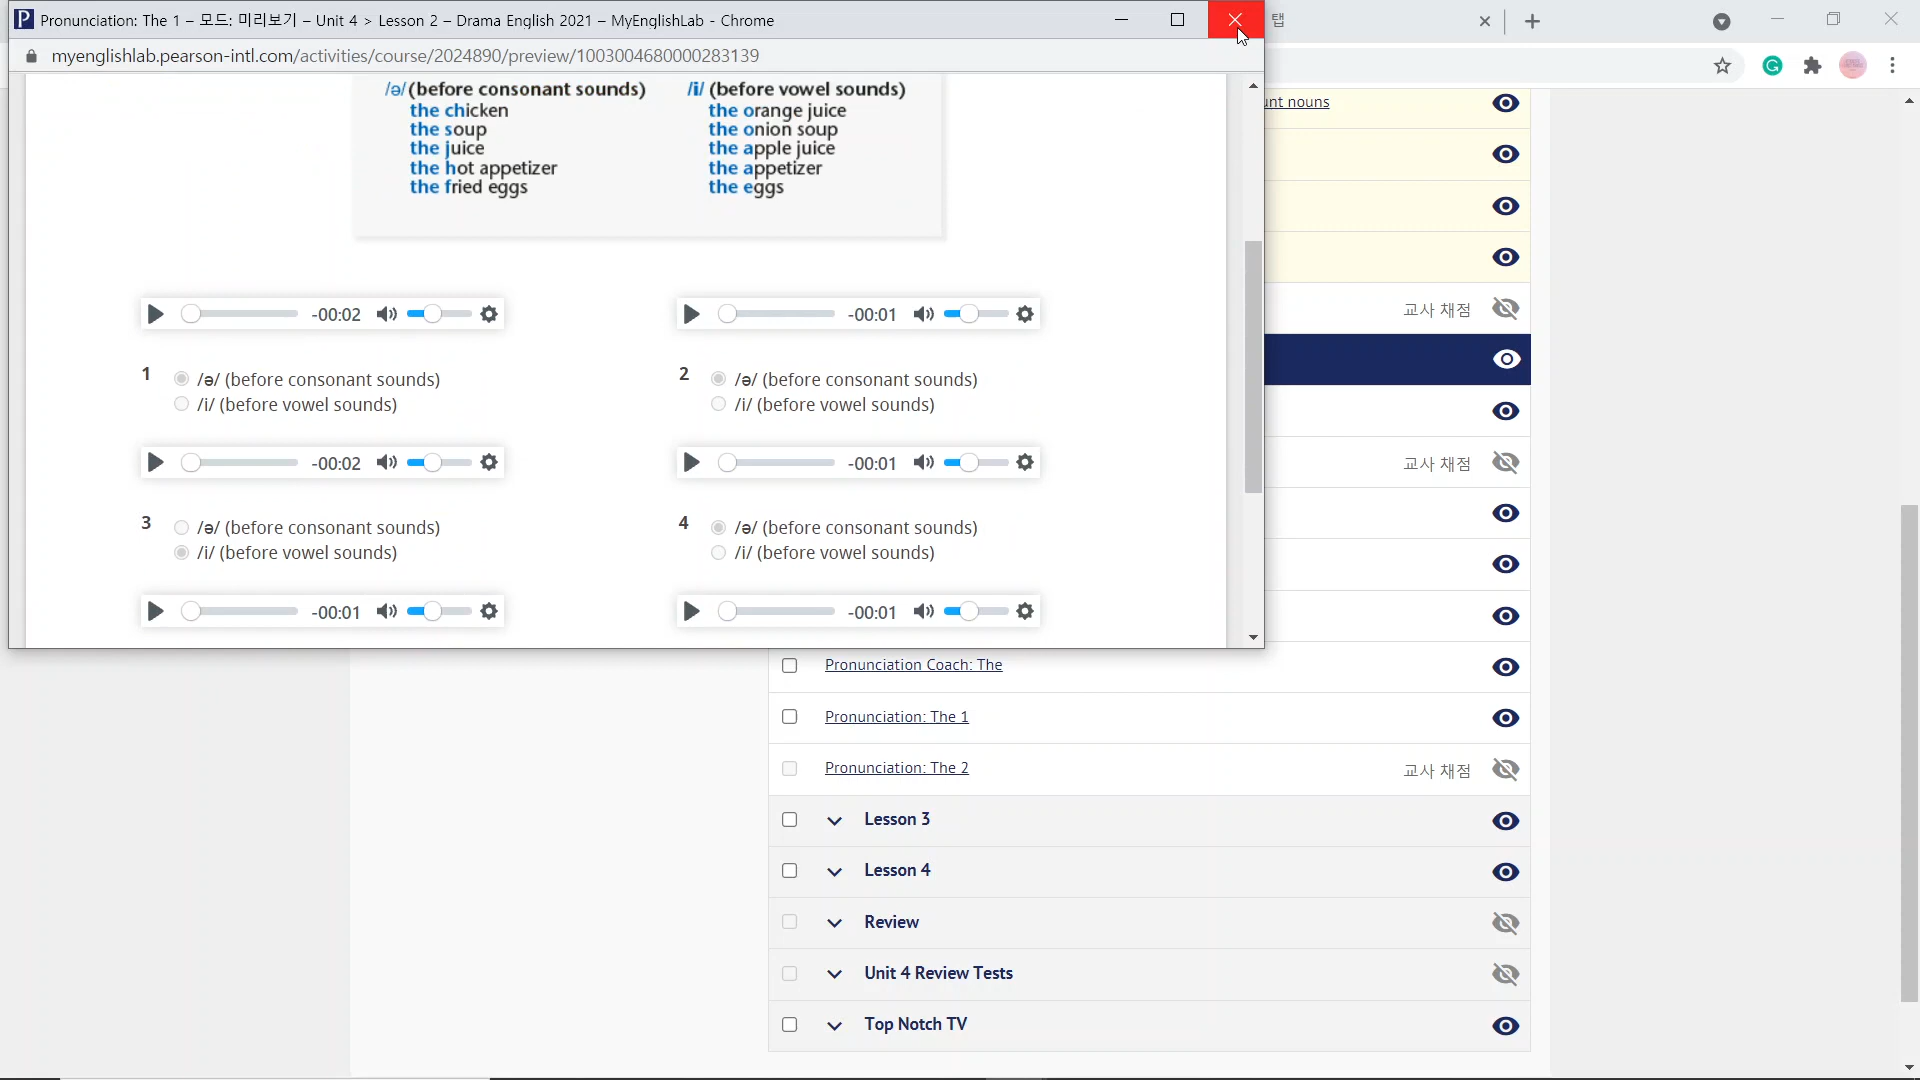 Pronunciation: The 1 – 모드: 미리보기 – Unit 4 > Lesson 2 – Drama English 2021 – MyEnglishLab - Chrome
탭
myenglishlab.pearson-intl.com/activities/course/2024890/preview/1003004680000283139
/ə/ (before consonant sounds)
the chicken
the soup
the juice
the hot appetizer
the fried eggs
/i/ (before vowel sounds)
the orange juice
the onion soup
the apple juice
the appetizer
the eggs
-00:02
-00:01
1 /ə/ (before consonant sounds)
/i/ (before vowel sounds)
2 /ə/ (before consonant sounds)
/i/ (before vowel sounds)
-00:02
-00:01
3 /ə/ (before consonant sounds)
/i/ (before vowel sounds)
4 /ə/ (before consonant sounds)
/i/ (before vowel sounds)
-00:01
-00:01
nouns
교사 채점
교사 채점
Pronunciation Coach: The
Pronunciation: The 1
Pronunciation: The 2
교사 채점
Lesson 3
Lesson 4
Review
Unit 4 Review Tests
Top Notch TV